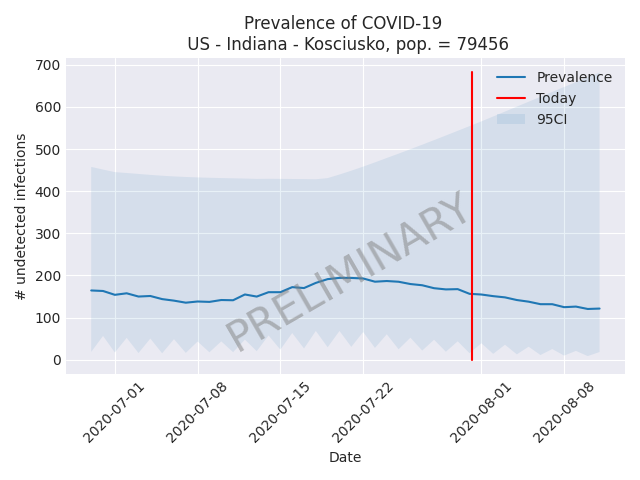 Prevalence of COVID-19
US - Indiana - Kosciusko, pop. = 79456
700
600
500
400
300
200
100
0
# undetected infections
Prevalence
Today
95CI
PRELIMINARY
2020-07-01
2020-07-08
2020-07-15
2020-07-22
2020-08-01
2020-08-08
Date